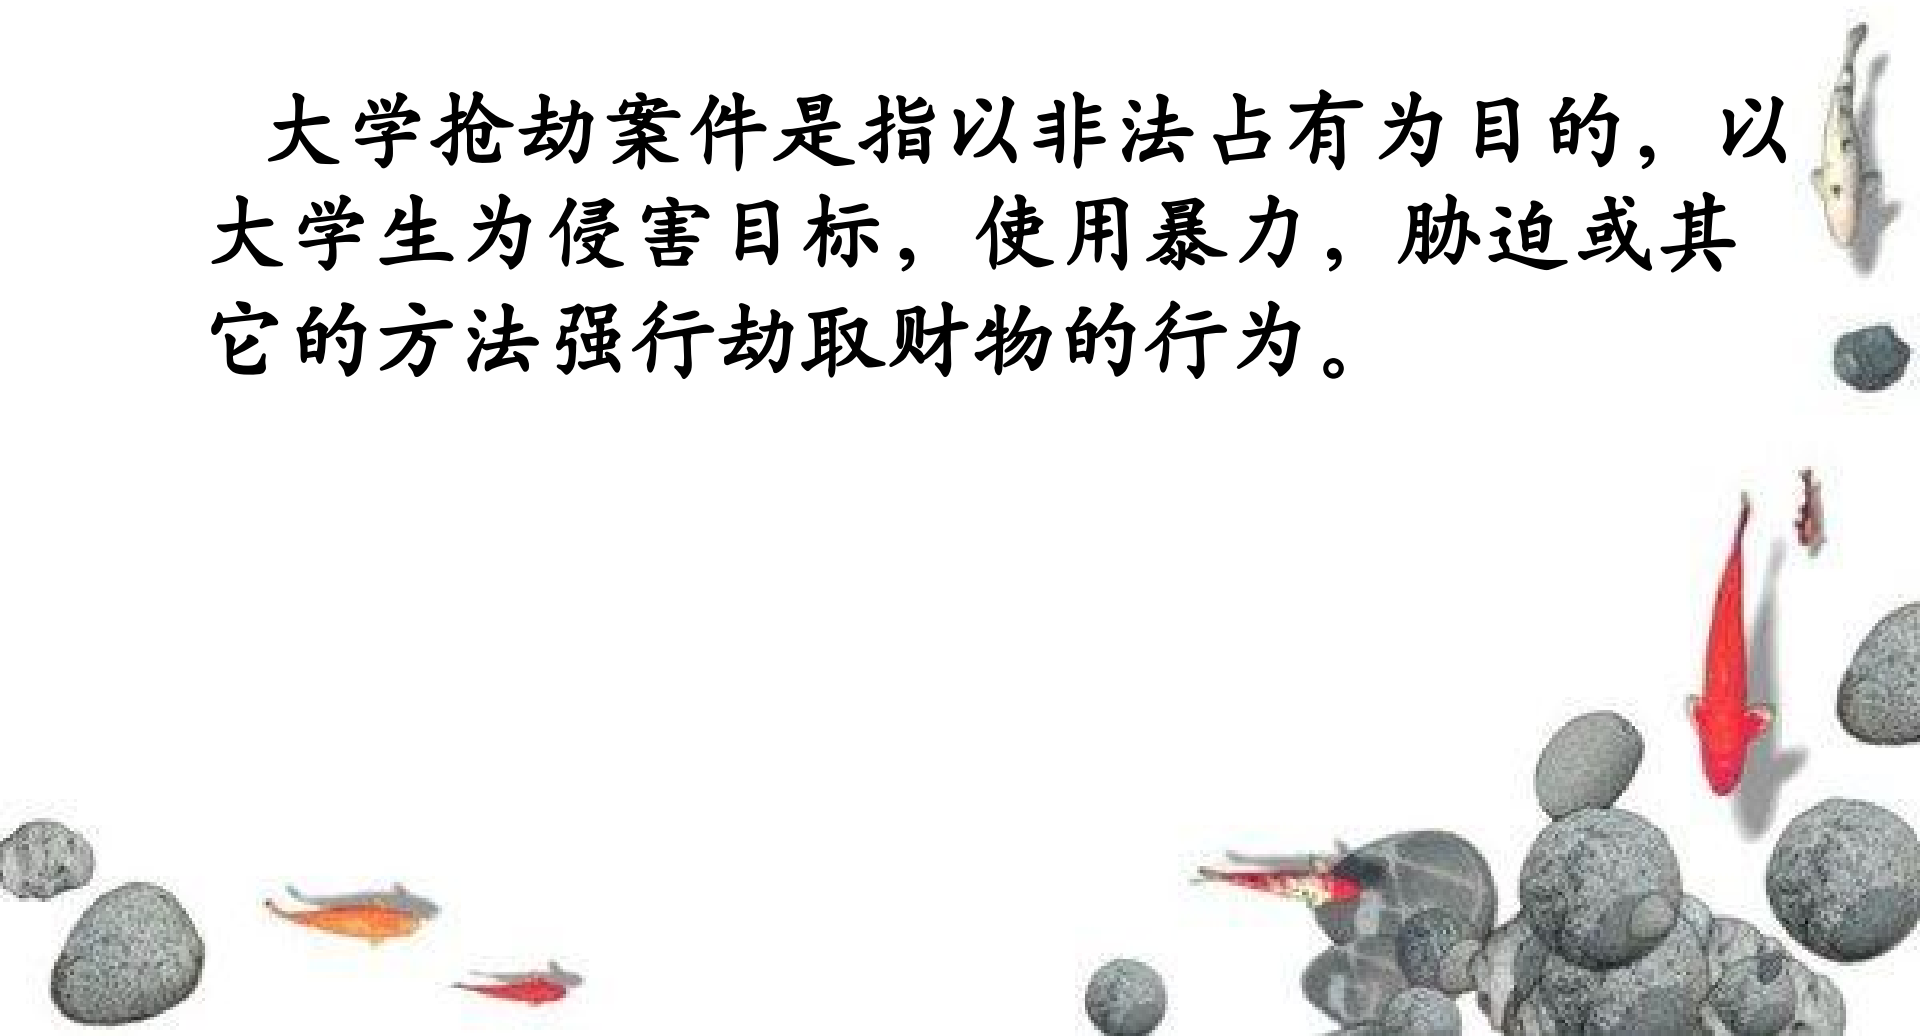 大学抢劫案件是指以非法占有为目的，以
大学生为侵害目标，使用暴力，胁迫或其
它的方法强行劫取财物的行为。